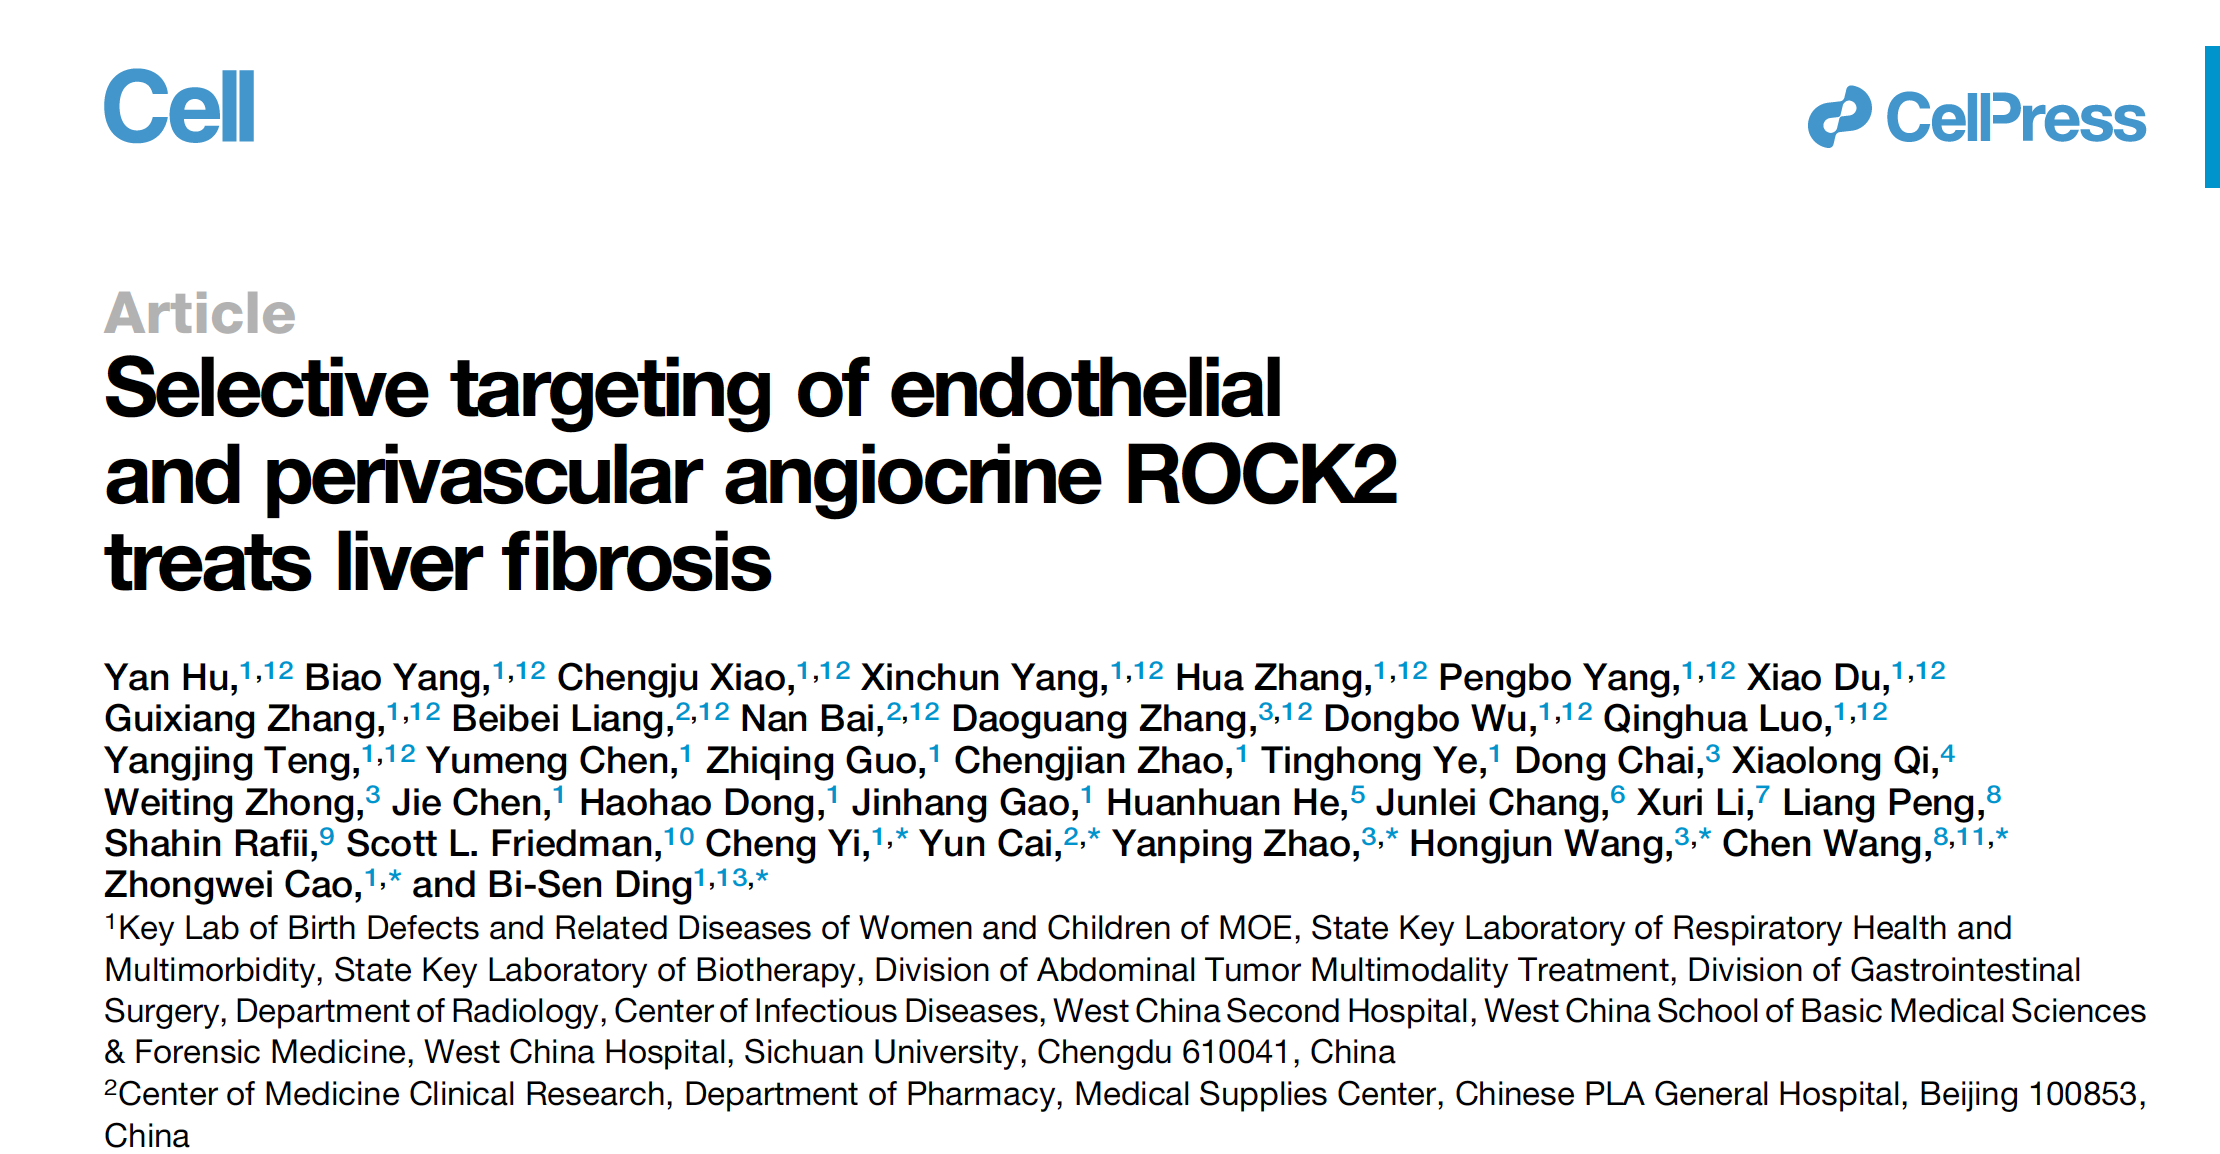 Cell
CellPress
Article
Selective targeting of endothelial
and perivascular angiocrine ROCK2
treats liver fibrosis
Yan Hu,1,12 Biao Yang,1,12 Chengju Xiao,1,12 Xinchun Yang,1,12 Hua Zhang,1,12 Pengbo Yang,1,12 Xiao Du,1,12
Guixiang Zhang,1,12 Beibei Liang,2,12 Nan Bai,2,12 Daoguang Zhang,3,12 Dongbo Wu,1,12 Qinghua Luo,1,12
Yangjing Teng,1,12 Yumeng Chen,1 Zhiqing Guo,1 Chengjian Zhao,1 Tinghong Ye,1 Dong Chai,3 Xiaolong Qi,4
Weiting Zhong,3 Jie Chen,1 Haohao Dong,1 Jinhang Gao,1 Huanhuan He,5 Junlei Chang,6 Xuri Li,7 Liang Peng,8
Shahin Rafii,9 Scott L. Friedman,10 Cheng Yi,1,* Yun Cai,2,* Yanping Zhao,3,* Hongjun Wang,3,* Chen Wang,8,11,*
Zhongwei Cao,1,* and Bi-Sen Ding1,13,*
1Key Lab of Birth Defects and Related Diseases of Women and Children of MOE, State Key Laboratory of Respiratory Health and
Multimorbidity, State Key Laboratory of Biotherapy, Division of Abdominal Tumor Multimodality Treatment, Division of Gastrointestinal
Surgery, Department of Radiology, Center of Infectious Diseases, West China Second Hospital, West China School of Basic Medical Sciences
& Forensic Medicine, West China Hospital, Sichuan University, Chengdu 610041, China
2Center of Medicine Clinical Research, Department of Pharmacy, Medical Supplies Center, Chinese PLA General Hospital, Beijing 100853,
China